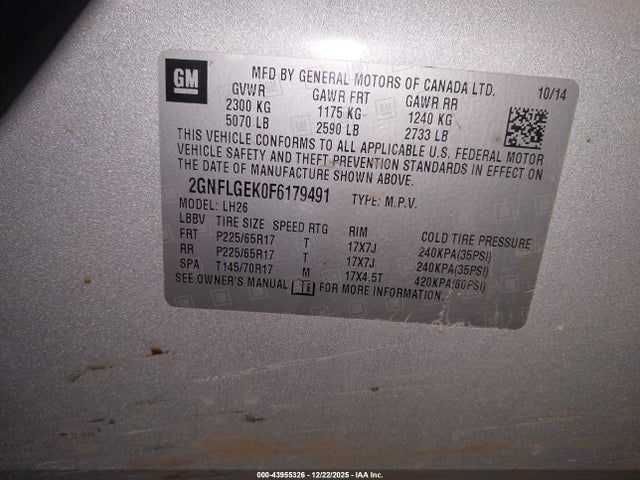 GM
MFD BY GENERAL MOTORS OF CANADA LTD.
10/14
GVWR GAWR FRT GAWR RR
2300 KG 1175 KG 1240 KG
5070 LB 2590 LB 2733 LB
THIS VEHICLE CONFORMS TO ALL APPLICABLE U.S. FEDERAL MOTOR
VEHICLE SAFETY AND THEFT PREVENTION STANDARDS IN EFFECT ON
THE DATE OF MANUFACTURE SHOWN ABOVE.
2GNFLGEK0F6179491 TYPE: M.P.V.
MODEL: LH26
LBBV TIRE SIZE SPEED RTG RIM COLD TIRE PRESSURE
FRT P225/65R17 T 17X7J 240KPA(35PSI)
RR P225/65R17 T 17X7J 240KPA(35PSI)
SPA T145/70R17 M 17X4.5T 420KPA(60PSI)
SEE OWNER'S MANUAL FOR MORE INFORMATION.
000-43955326 - 12/22/2025 - IAA Inc.